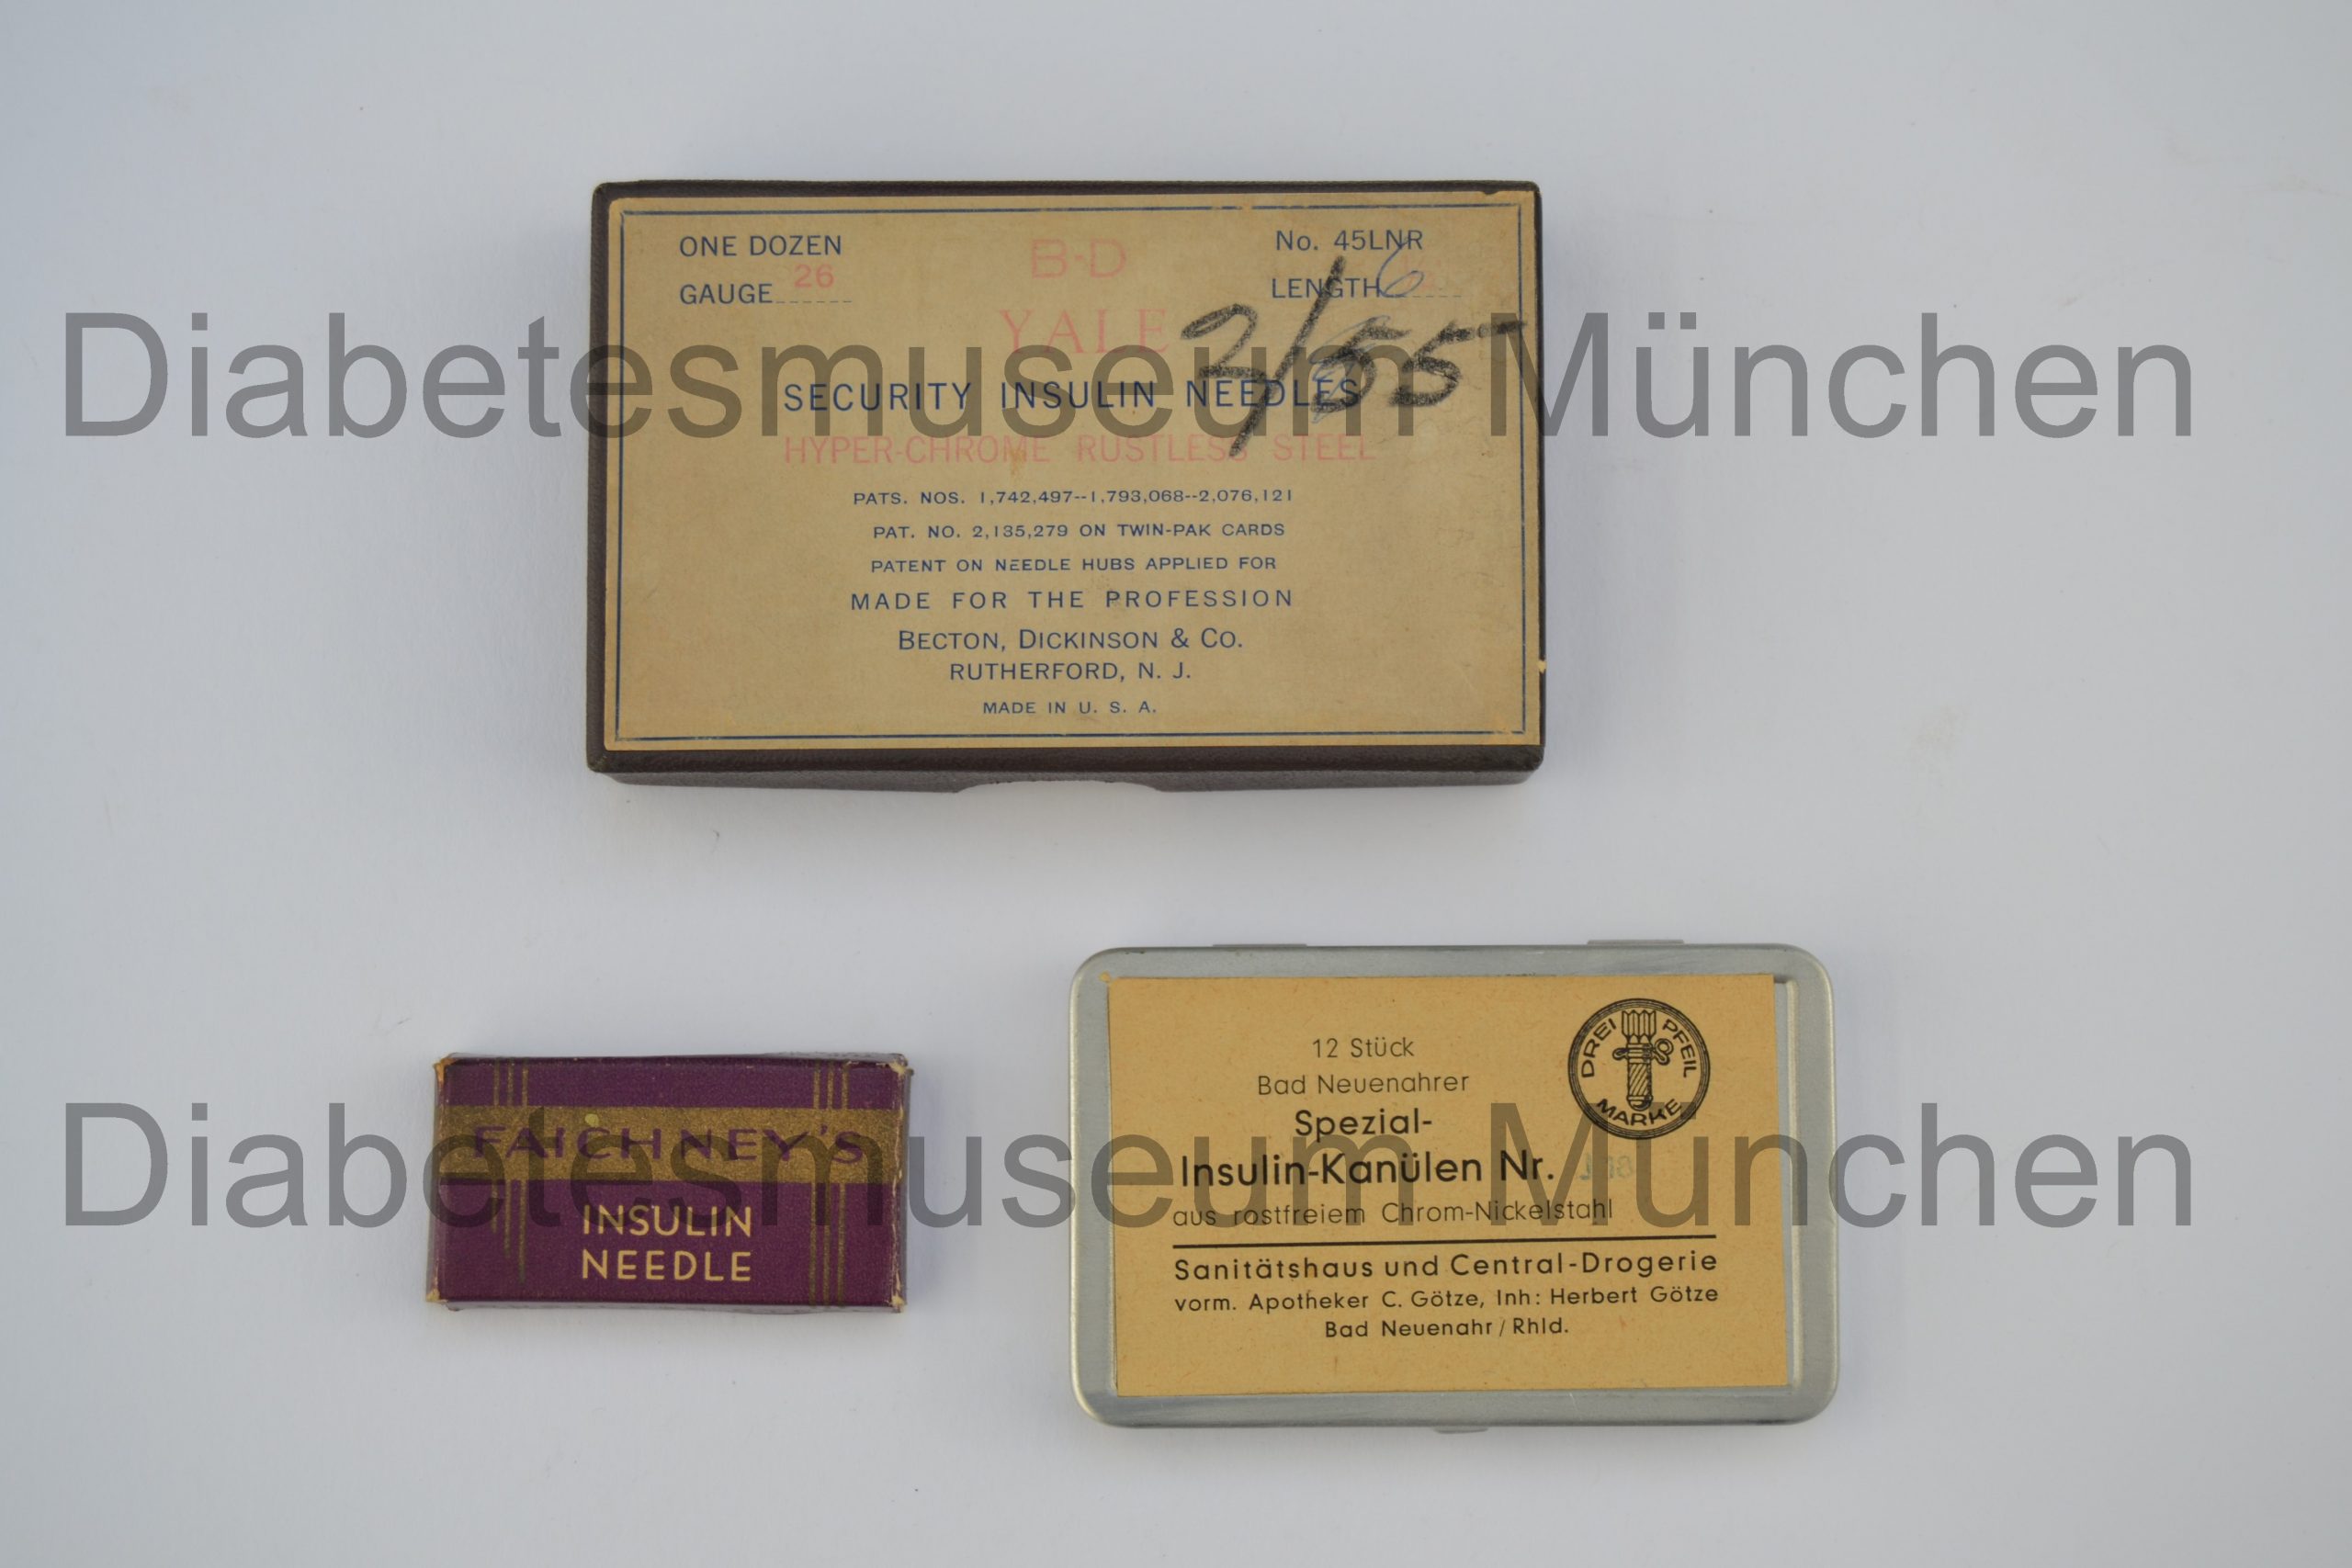 ONE DOZEN
GAUGE 26
B-D
YALE
No. 45LNR
LENGTH 6
3/55
SECURITY INSULIN NEEDLES
HYPER-CHROME RUSTLESS STEEL
PATS. NOS. 1,742,497--1,793,068--2,076,121
PAT. NO. 2,135,279 ON TWIN-PAK CARDS
PATENT ON NEEDLE HUBS APPLIED FOR
MADE FOR THE PROFESSION
BECTON, DICKINSON & CO.
RUTHERFORD, N. J.
MADE IN U. S. A.
Diabetesmuseum München
FAICHNEY'S
INSULIN
NEEDLE
DREI PFEIL
MARKE
12 Stück
Bad Neuenahrer
Spezial-
Insulin-Kanülen Nr.
aus rostfreiem Chrom-Nickelstahl
Sanitätshaus und Central-Drogerie
vorm. Apotheker C. Götze, Inh: Herbert Götze
Bad Neuenahr/Rhld.
Diabetesmuseum München